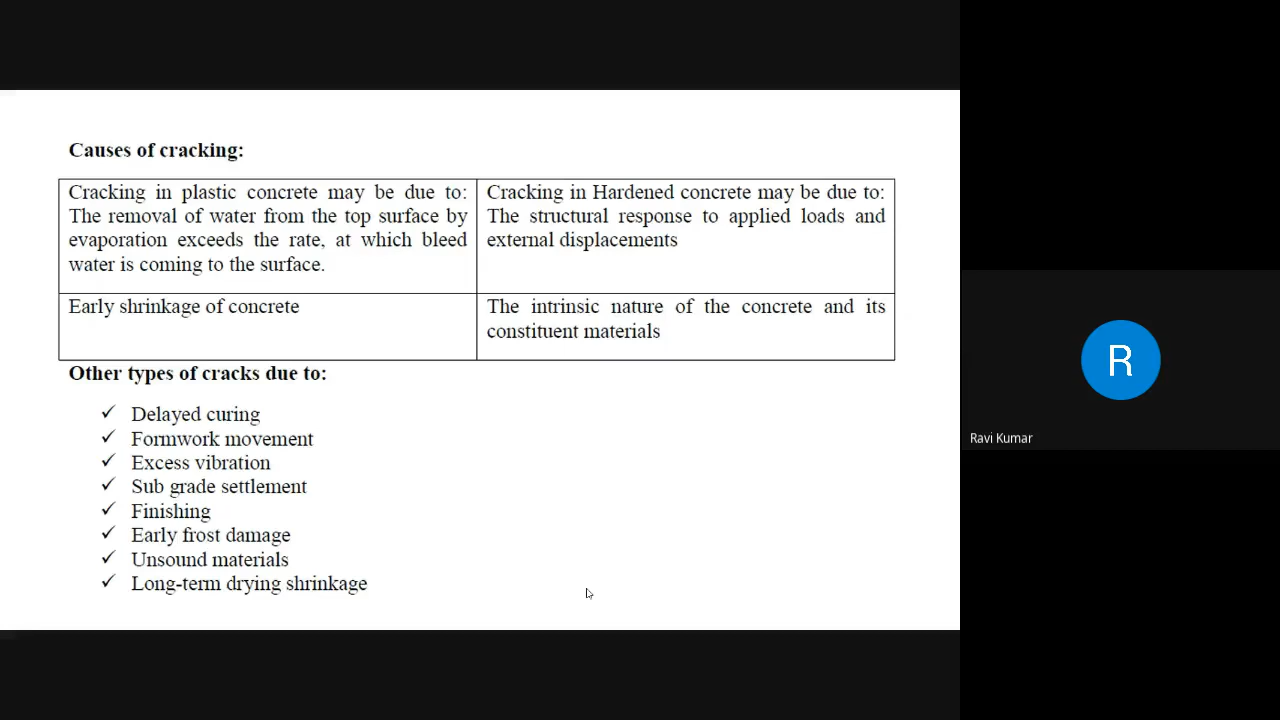 Causes of cracking:
Cracking in plastic concrete may be due to:
The removal of water from the top surface by
evaporation exceeds the rate, at which bleed
water is coming to the surface.
Cracking in Hardened concrete may be due to:
The structural response to applied loads and
external displacements
Early shrinkage of concrete
The intrinsic nature of the concrete and its
constituent materials
Other types of cracks due to:
✓ Delayed curing
✓ Formwork movement
✓ Excess vibration
✓ Sub grade settlement
✓ Finishing
✓ Early frost damage
✓ Unsound materials
✓ Long-term drying shrinkage
R
Ravi Kumar